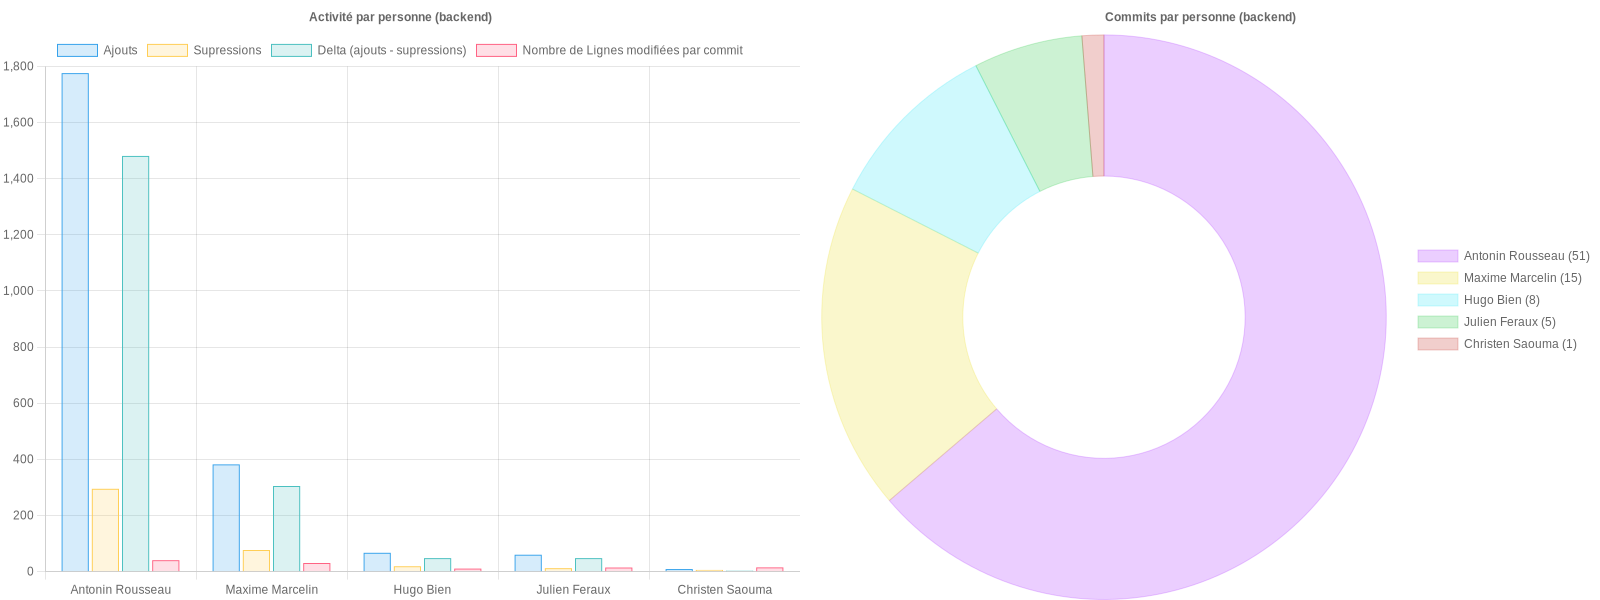 Activité par personne (backend)
Ajouts
Supressions
Delta (ajouts - supressions)
Nombre de Lignes modifiées par commit
1,800
1,600
1,400
1,200
1,000
800
600
400
200
0
Antonin Rousseau
Maxime Marcelin
Hugo Bien
Julien Feraux
Christen Saouma
Commits par personne (backend)
Antonin Rousseau (51)
Maxime Marcelin (15)
Hugo Bien (8)
Julien Feraux (5)
Christen Saouma (1)